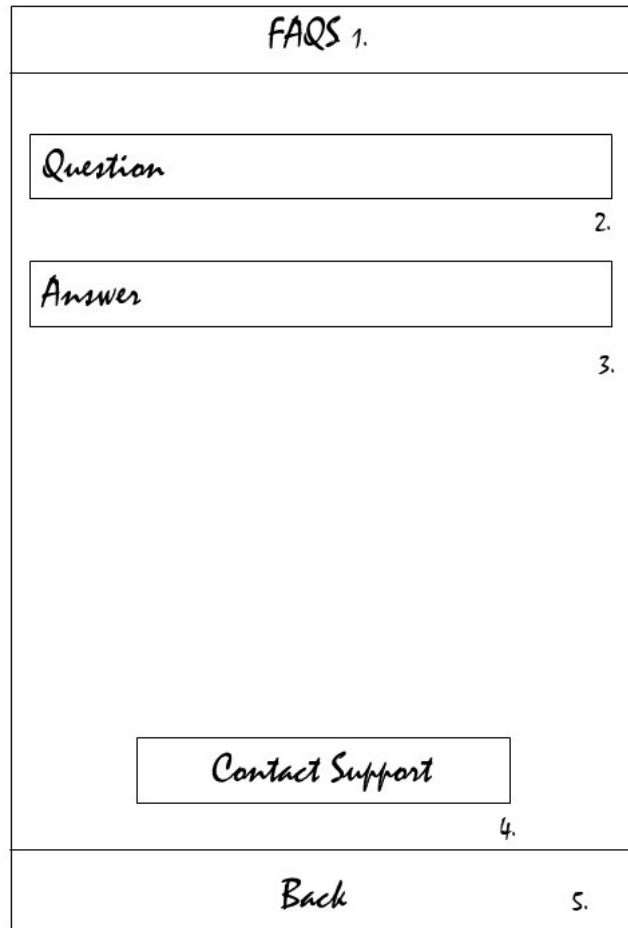 FAQS 1.
Question
2.
Answer
3.
Contact Support
4.
Back 5.